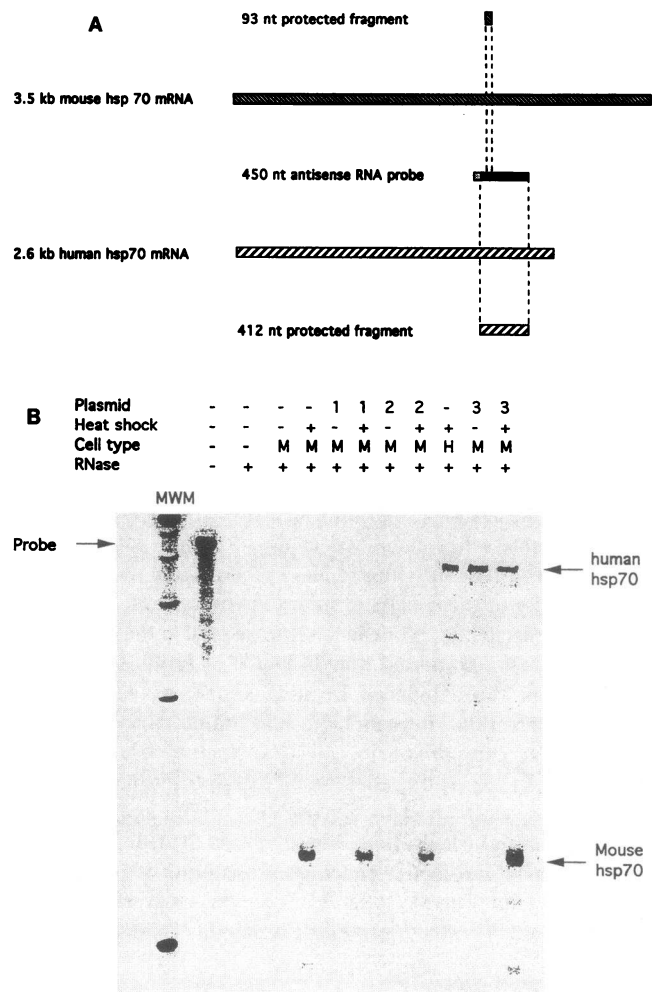 A
93 nt protected fragment
3.5 kb mouse hsp 70 mRNA
450 nt antisense RNA probe
2.6 kb human hsp70 mRNA
412 nt protected fragment
B
Plasmid - - - - 1 1 2 2 - 3 3
Heat shock - - - + - + - + + - +
Cell type - - M M M M M M H M M
RNase - + + + + + + + + + +
MWM
Probe
human
hsp70
Mouse
hsp70